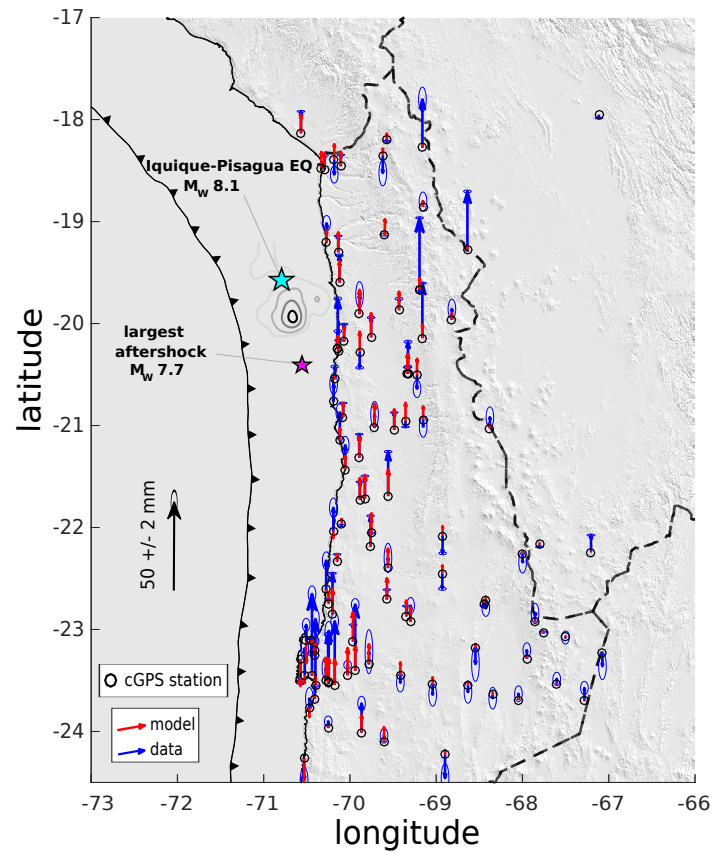 -17
-18
-19
-20
-21
-22
-23
-24
latitude
Iquique-Pisagua EQ
MW 8.1
largest
aftershock
MW 7.7
50 +/- 2 mm
cGPS station
model
data
-73
-72
-71
-70
-69
-68
-67
-66
longitude